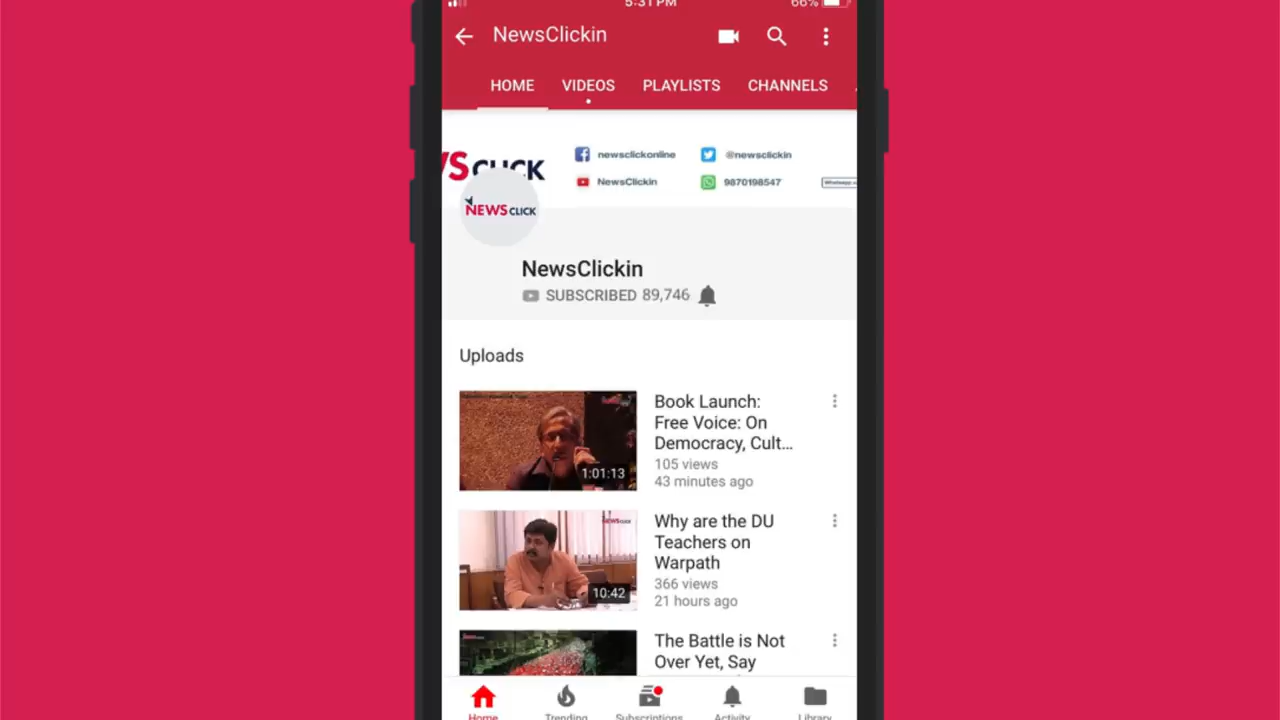 5:31 PM
66%
NewsClickin
HOME VIDEOS PLAYLISTS CHANNELS
WS CLICK
newsclickonline @newsclickin
NewsClickin 9870198547
NEWSCLICK
NewsClickin
SUBSCRIBED 89,746
Uploads
Book Launch:
Free Voice: On
Democracy, Cult...
105 views
43 minutes ago
1:01:13
Why are the DU
Teachers on
Warpath
366 views
21 hours ago
NEWSCLICK
10:42
The Battle is Not
Over Yet, Say
Home Trending Subscriptions Activity Library